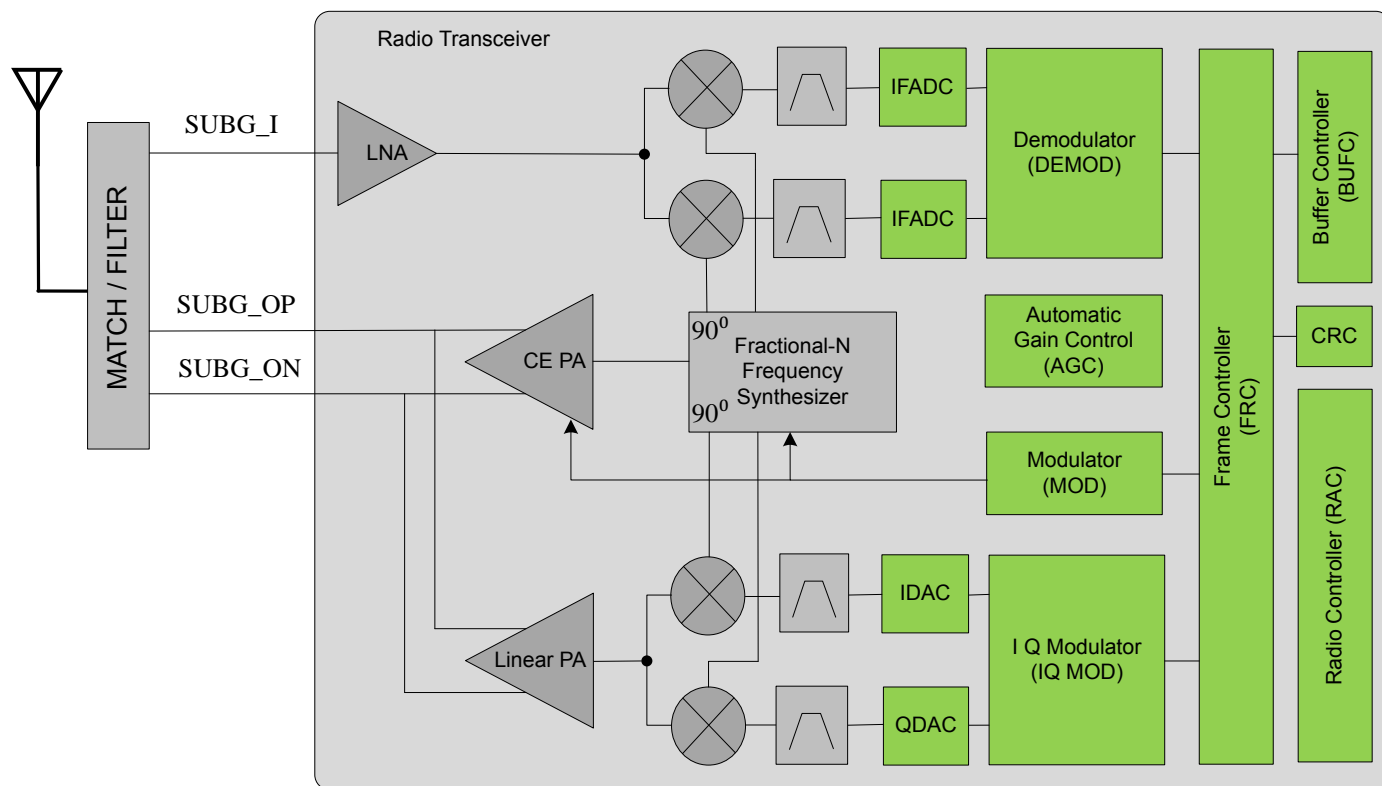 Radio Transceiver
SUBG_I
LNA
IFADC
IFADC
Demodulator
(DEMOD)
Frame Controller
(FRC)
Buffer Controller
(BUFC)
MATCH / FILTER
SUBG_OP
SUBG_ON
CE PA
90⁰
Fractional-N
Frequency
Synthesizer
90⁰
Automatic
Gain Control
(AGC)
CRC
Modulator
(MOD)
Radio Controller (RAC)
Linear PA
IDAC
QDAC
I Q Modulator
(IQ MOD)